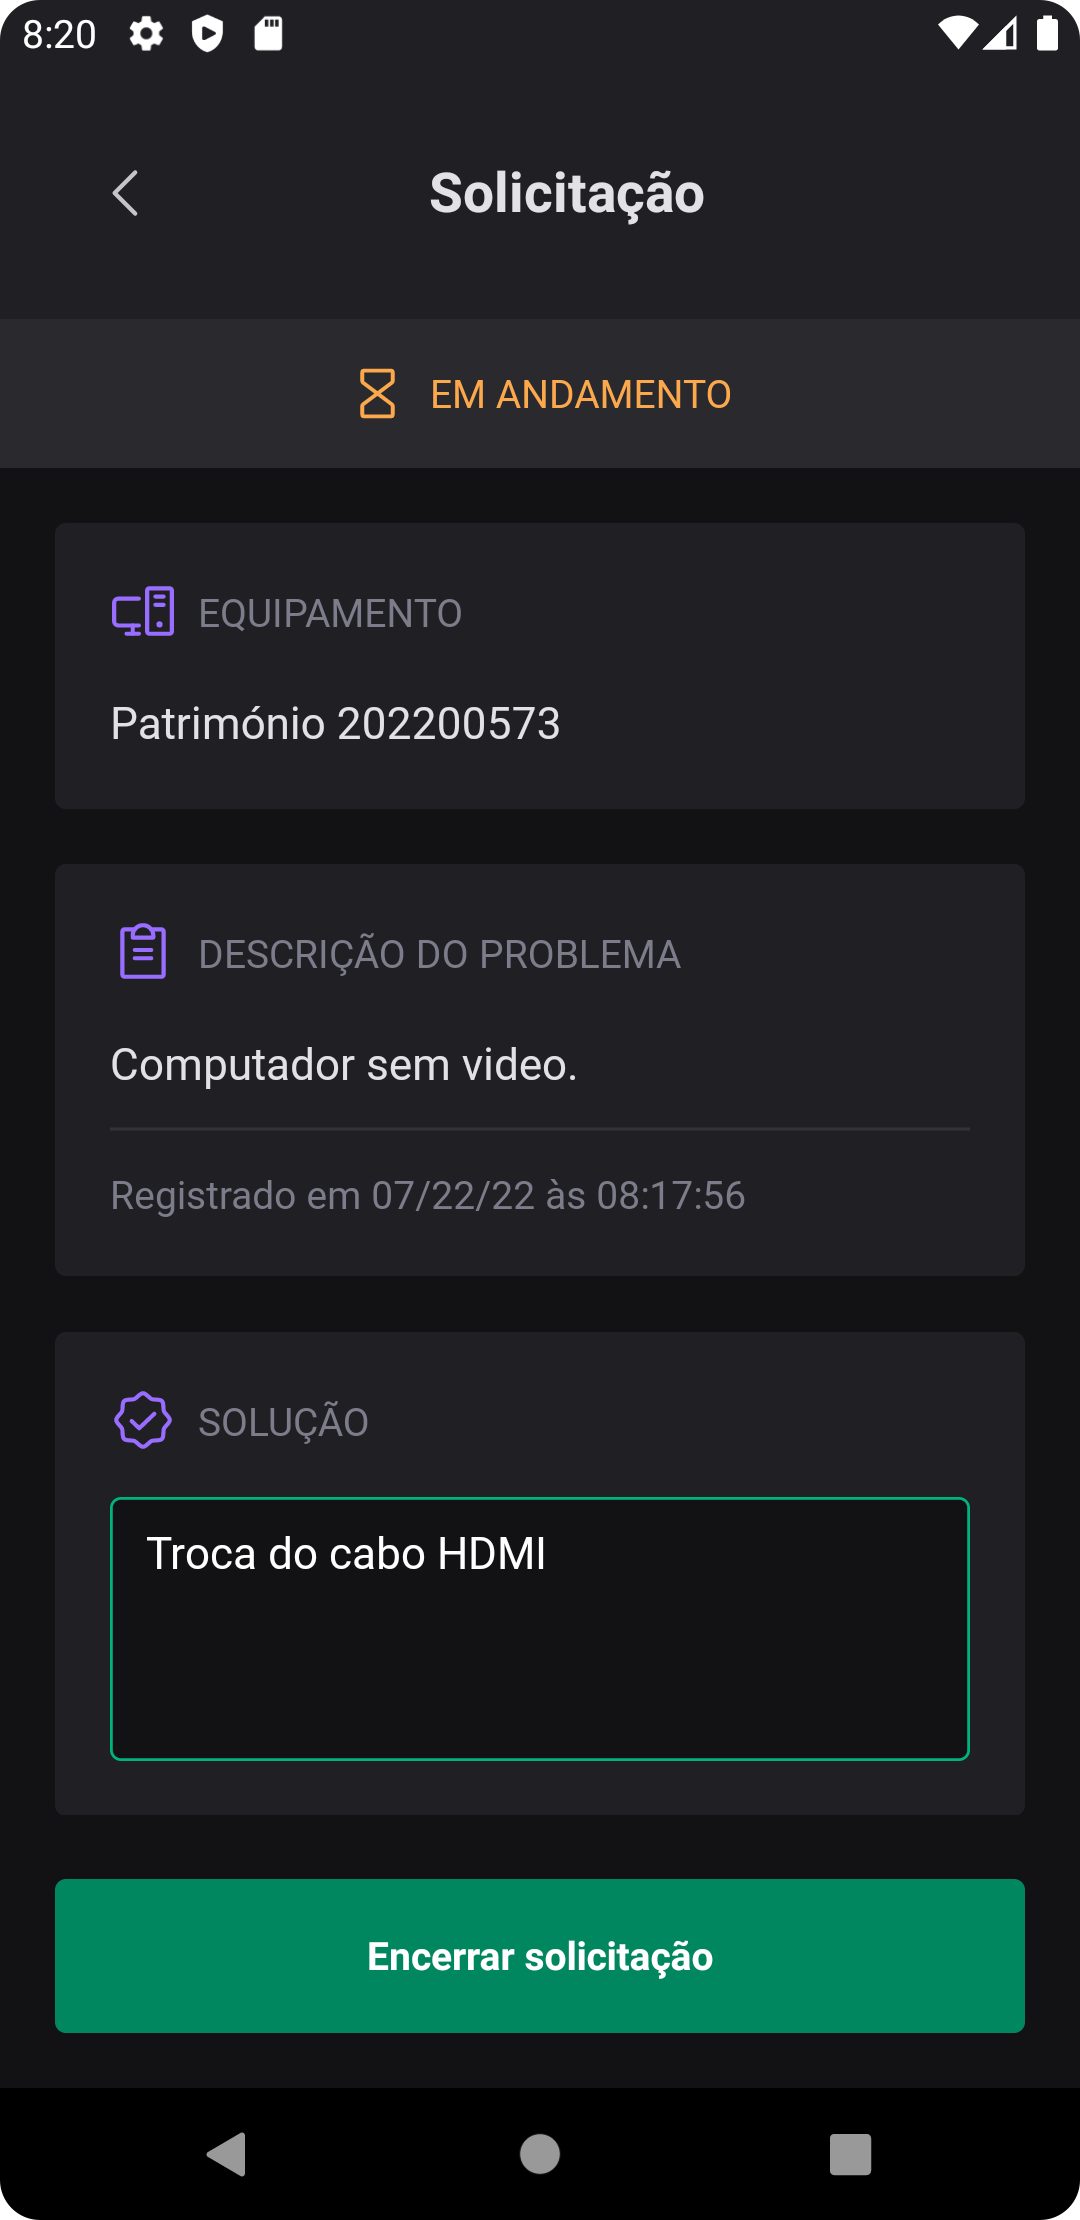 8:20
Solicitação
EM ANDAMENTO
EQUIPAMENTO
Património 202200573
DESCRIÇÃO DO PROBLEMA
Computador sem video.
Registrado em 07/22/22 às 08:17:56
SOLUÇÃO
Troca do cabo HDMI
Encerrar solicitação